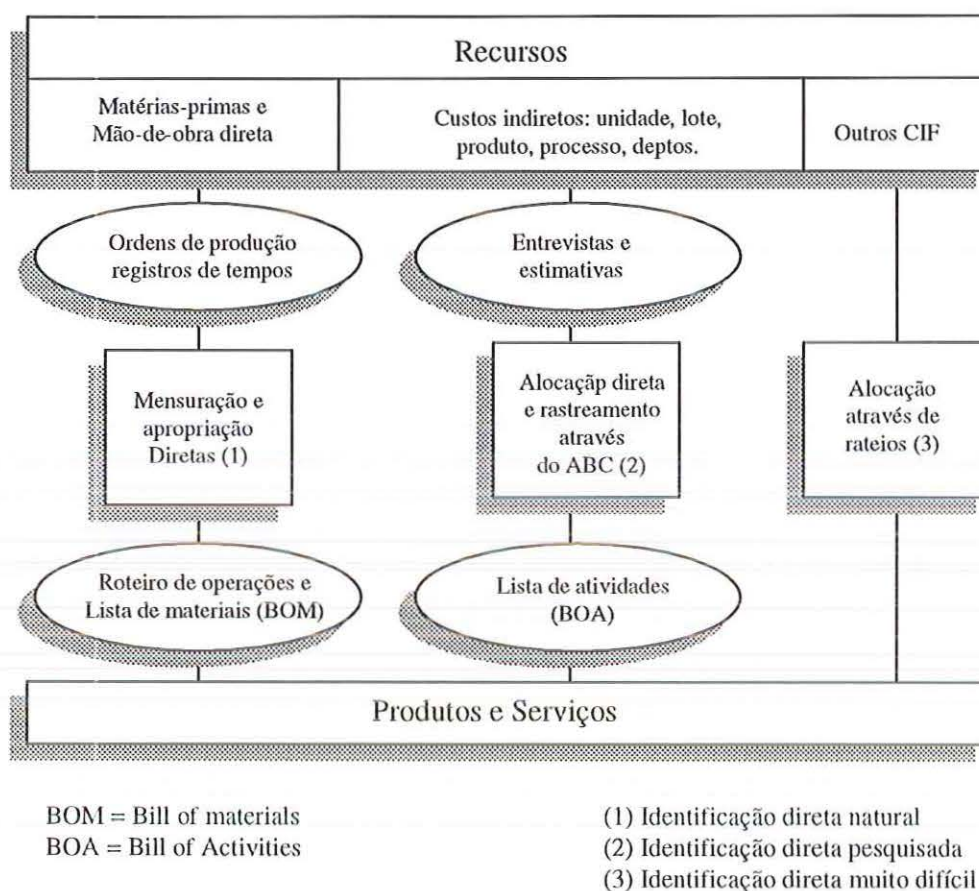 Recursos
Matérias-primas e
Mão-de-obra direta
Custos indiretos: unidade, lote,
produto, processo, deptos.
Outros CIF
Ordens de produção
registros de tempos
Entrevistas e
estimativas
Mensuração e
apropriação
Diretas (1)
Alocaçãp direta
e rastreamento
através
do ABC (2)
Alocação
através de
rateios (3)
Roteiro de operações e
Lista de materiais (BOM)
Lista de atividades
(BOA)
Produtos e Serviços
BOM = Bill of materials
BOA = Bill of Activities
(1) Identificação direta natural
(2) Identificação direta pesquisada
(3) Identificação direta muito difícil